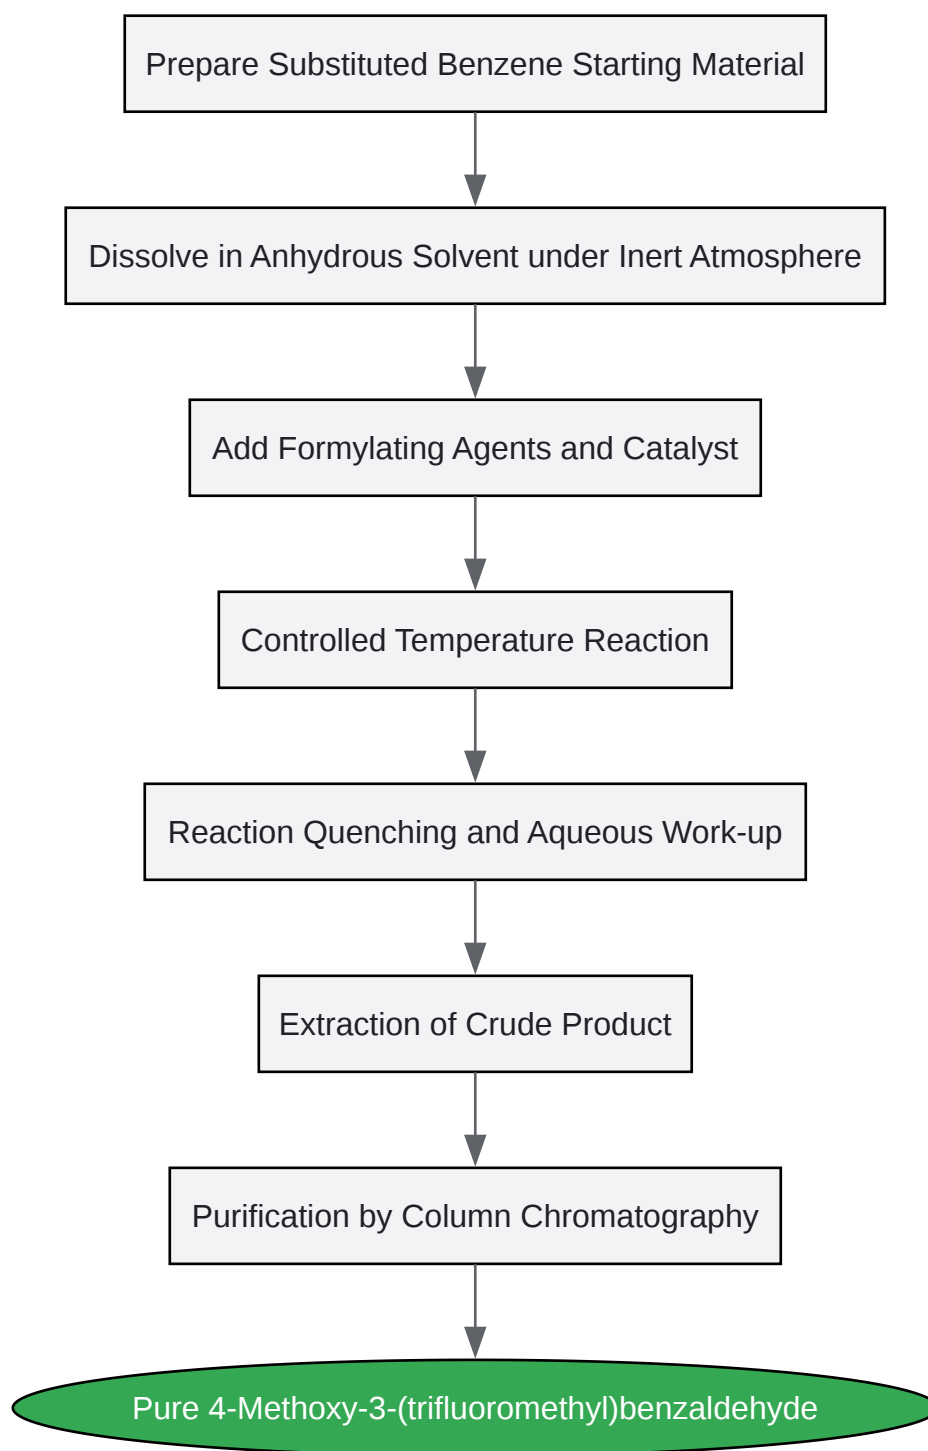 Prepare Substituted Benzene Starting Material
Dissolve in Anhydrous Solvent under Inert Atmosphere
Add Formylating Agents and Catalyst
Controlled Temperature Reaction
Reaction Quenching and Aqueous Work-up
Extraction of Crude Product
Purification by Column Chromatography
Pure 4-Methoxy-3-(trifluoromethyl)benzaldehyde